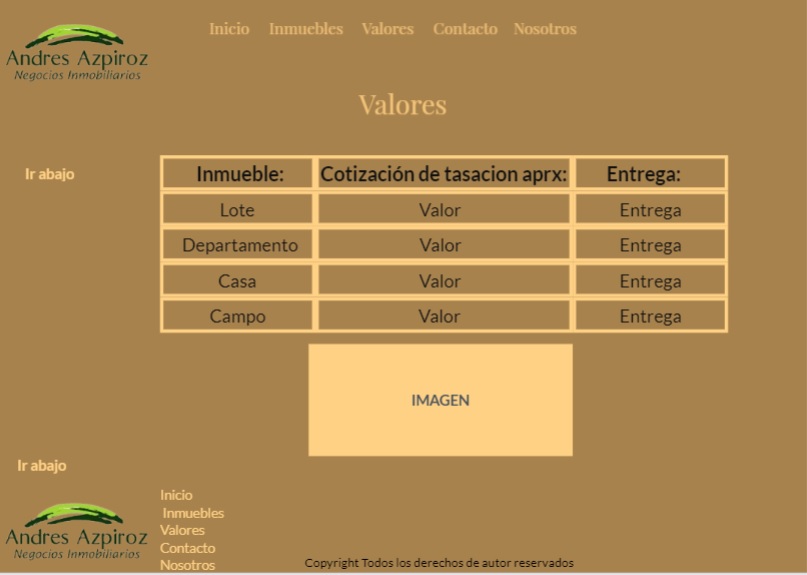 Andres Azpiroz
Negocios Inmobiliarios
Inicio Inmuebles Valores Contacto Nosotros
Valores
Ir abajo
Inmueble: Cotización de tasacion aprx: Entrega:
Lote Valor Entrega
Departamento Valor Entrega
Casa Valor Entrega
Campo Valor Entrega
IMAGEN
Ir abajo
Andres Azpiroz
Negocios Inmobiliarios
Inicio
Inmuebles
Valores
Contacto
Nosotros
Copyright Todos los derechos de autor reservados